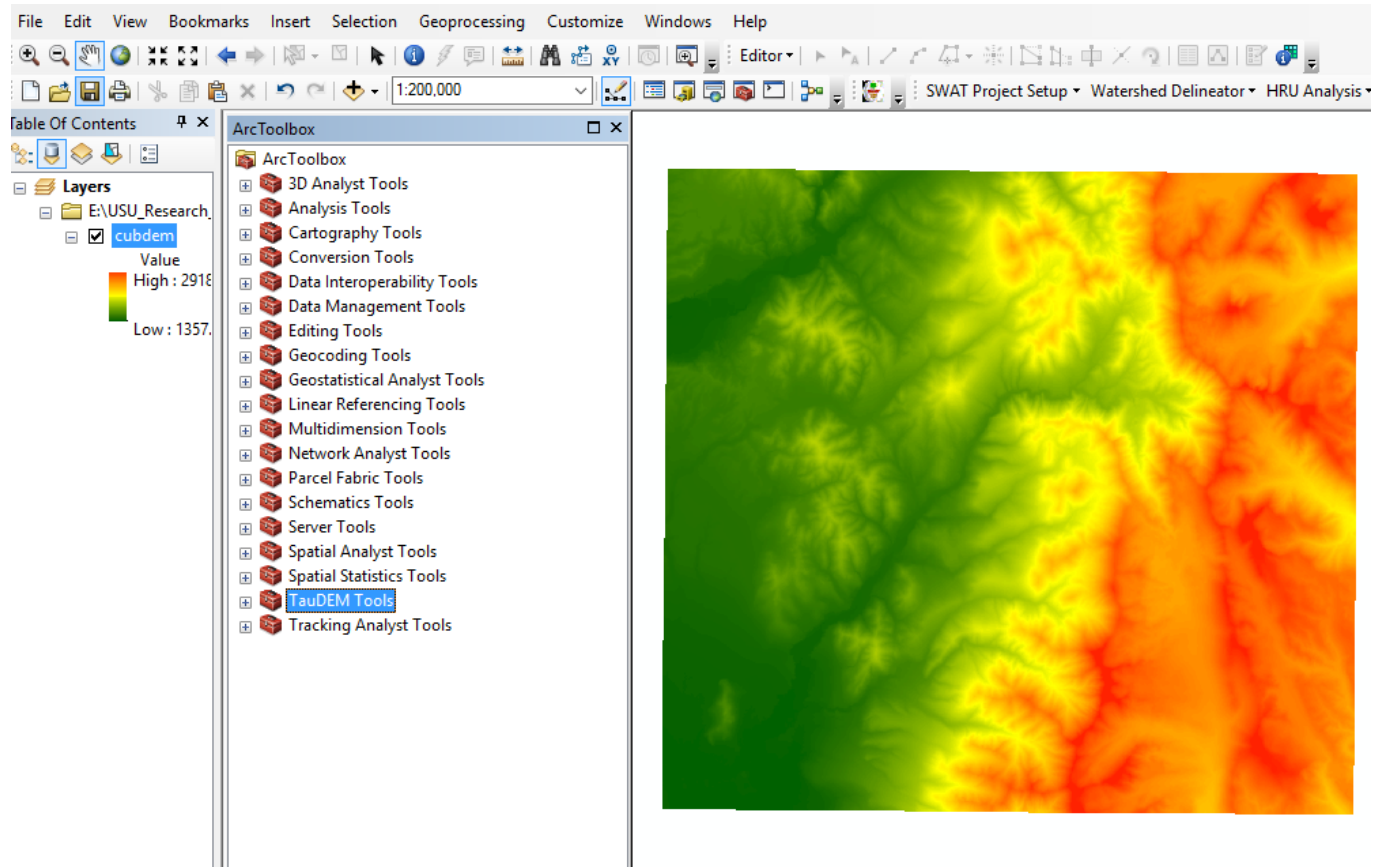 File Edit View Bookmarks Insert Selection Geoprocessing Customize Windows Help
Editor
1:200,000 SWAT Project Setup Watershed Delineator HRU Analysis
Table Of Contents
Layers
E:\USU_Research_
cubdem
Value
High : 2918
Low : 1357.
ArcToolbox
ArcToolbox
3D Analyst Tools
Analysis Tools
Cartography Tools
Conversion Tools
Data Interoperability Tools
Data Management Tools
Editing Tools
Geocoding Tools
Geostatistical Analyst Tools
Linear Referencing Tools
Multidimension Tools
Network Analyst Tools
Parcel Fabric Tools
Schematics Tools
Server Tools
Spatial Analyst Tools
Spatial Statistics Tools
TauDEM Tools
Tracking Analyst Tools